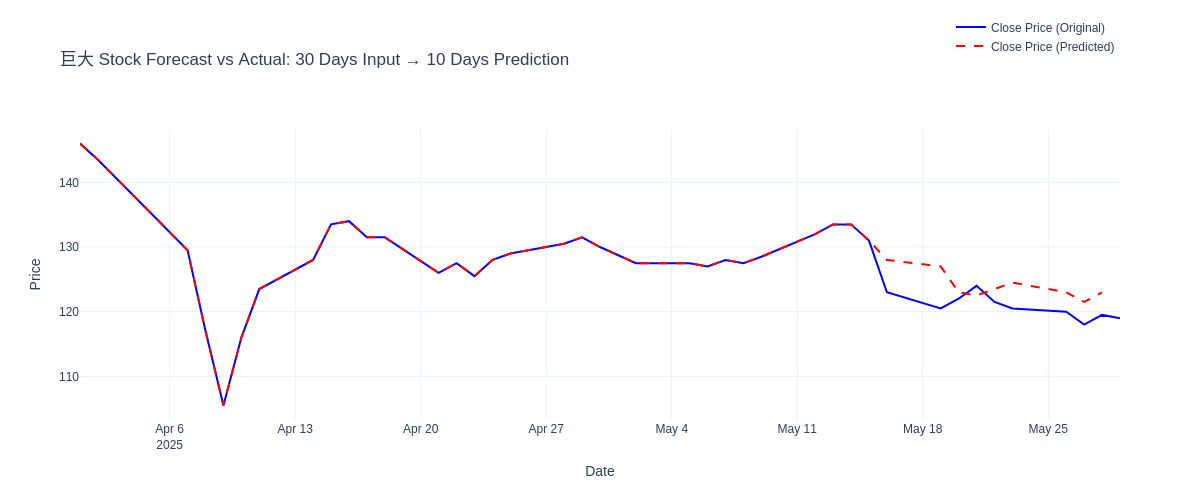 Close Price (Original)
Close Price (Predicted)
巨大 Stock Forecast vs Actual: 30 Days Input → 10 Days Prediction
Price
140
130
120
110
Apr 6
2025
Apr 13
Apr 20
Apr 27
May 4
May 11
May 18
May 25
Date